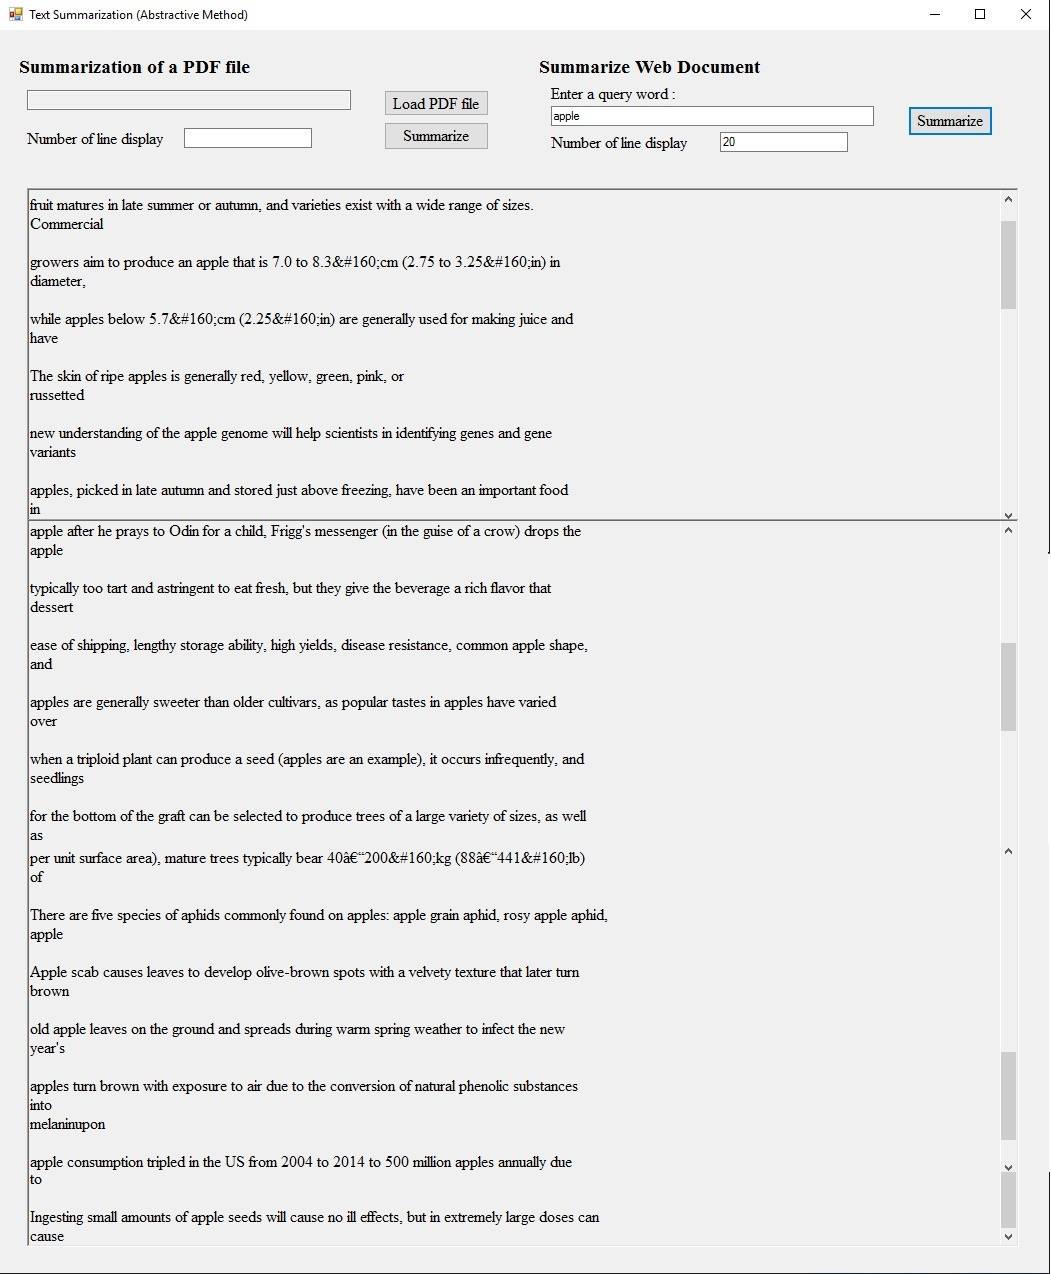 Text Summarization (Abstractive Method)
Summarization of a PDF file
Load PDF file
Number of line display
Summarize
Summarize Web Document
Enter a query word :
apple
Summarize
Number of line display
20
fruit matures in late summer or autumn, and varieties exist with a wide range of sizes.
Commercial
growers aim to produce an apple that is 7.0 to 8.3&#160;cm (2.75 to 3.25&#160;in) in
diameter,
while apples below 5.7&#160;cm (2.25&#160;in) are generally used for making juice and
have
The skin of ripe apples is generally red, yellow, green, pink, or
russetted
new understanding of the apple genome will help scientists in identifying genes and gene
variants
apples, picked in late autumn and stored just above freezing, have been an important food
in
apple after he prays to Odin for a child, Frigg's messenger (in the guise of a crow) drops the
apple
typically too tart and astringent to eat fresh, but they give the beverage a rich flavor that
dessert
ease of shipping, lengthy storage ability, high yields, disease resistance, common apple shape,
and
apples are generally sweeter than older cultivars, as popular tastes in apples have varied
over
when a triploid plant can produce a seed (apples are an example), it occurs infrequently, and
seedlings
for the bottom of the graft can be selected to produce trees of a large variety of sizes, as well
as
per unit surface area), mature trees typically bear 40â€“200&#160;kg (88â€“441&#160;lb)
of
There are five species of aphids commonly found on apples: apple grain aphid, rosy apple aphid,
apple
Apple scab causes leaves to develop olive-brown spots with a velvety texture that later turn
brown
old apple leaves on the ground and spreads during warm spring weather to infect the new
year's
apples turn brown with exposure to air due to the conversion of natural phenolic substances
into
melaninupon
apple consumption tripled in the US from 2004 to 2014 to 500 million apples annually due
to
Ingesting small amounts of apple seeds will cause no ill effects, but in extremely large doses can
cause